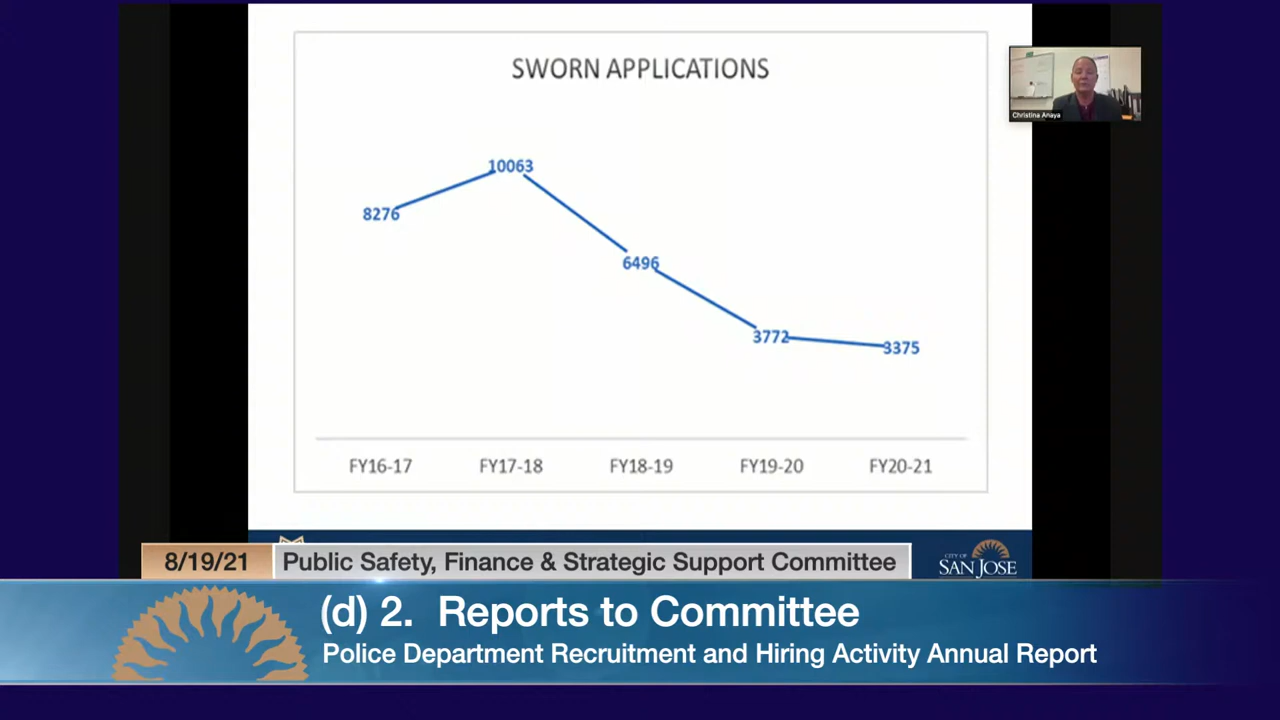 SWORN APPLICATIONS
Christina Anaya
10063
8276
6496
3772
3375
FY16-17 FY17-18 FY18-19 FY19-20 FY20-21
8/19/21 Public Safety, Finance & Strategic Support Committee
CITY OF
SAN JOSE
(d) 2. Reports to Committee
Police Department Recruitment and Hiring Activity Annual Report